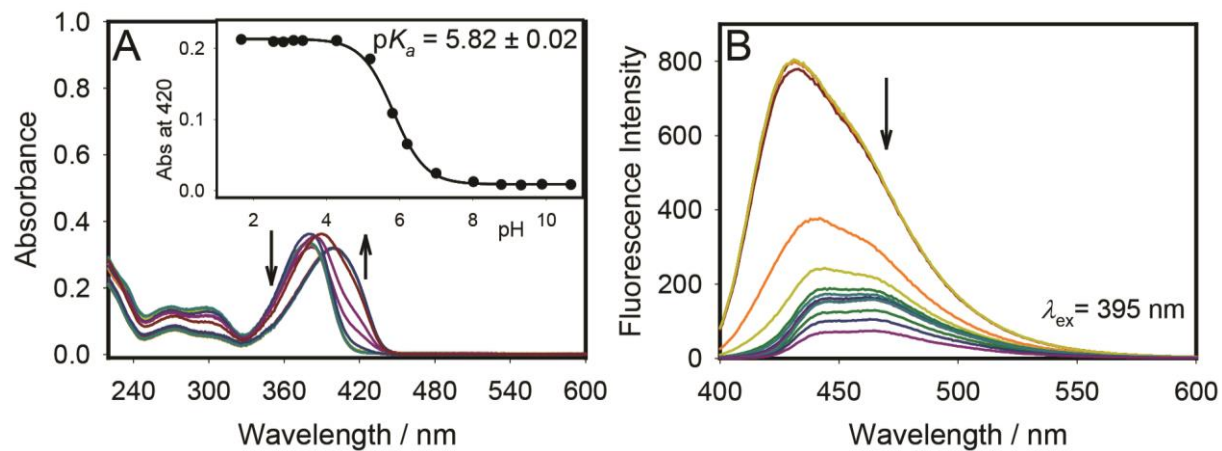 A
1.0
0.8
0.6
0.4
0.2
0.0
Absorbance
240 300 360 420 480 540 600
Wavelength / nm
pKa = 5.82 ± 0.02
0.2
0.1
0.0
Abs at 420
2 4 6 8 10
pH
B
800
600
400
200
0
Fluorescence Intensity
λex = 395 nm
400 450 500 550 600
Wavelength / nm